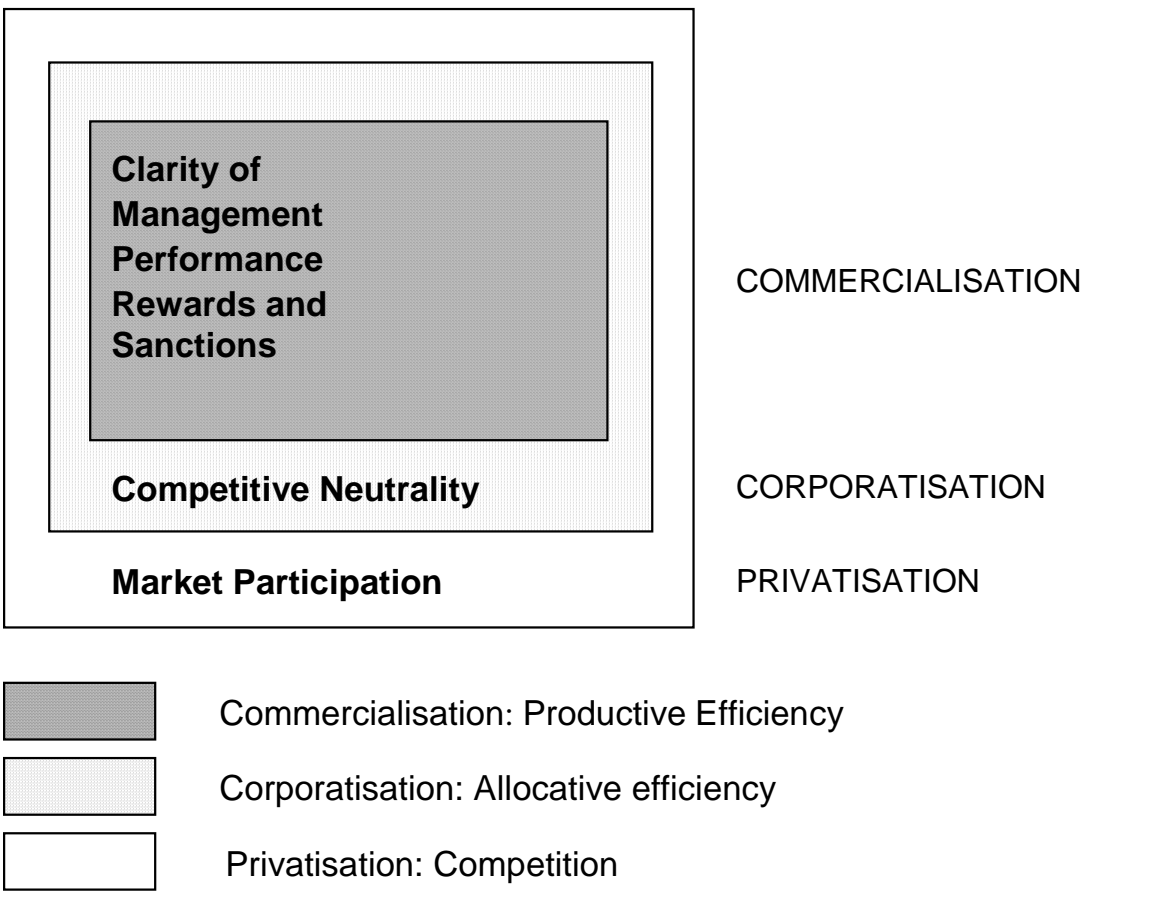 Clarity of
Management
Performance
Rewards and
Sanctions
COMMERCIALISATION
Competitive Neutrality
CORPORATISATION
Market Participation
PRIVATISATION
Commercialisation: Productive Efficiency
Corporatisation: Allocative efficiency
Privatisation: Competition